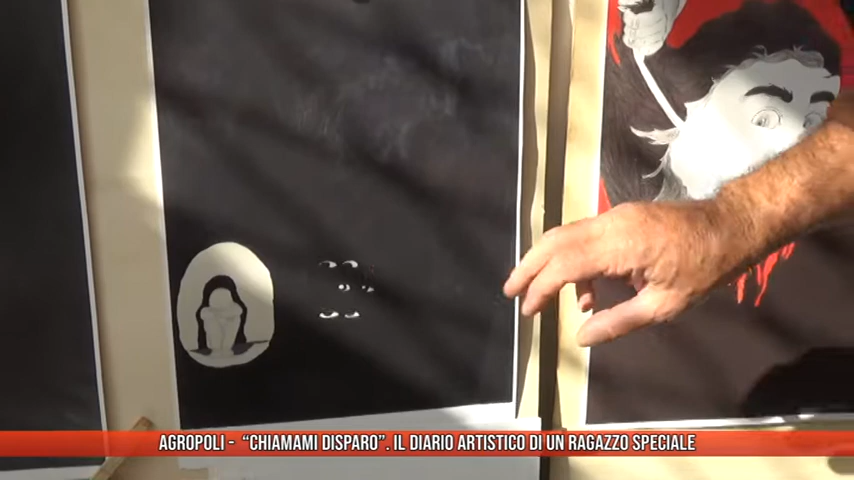 AGROPOLI - “CHIAMAMI DISPARO”. IL DIARIO ARTISTICO DI UN RAGAZZO SPECIALE